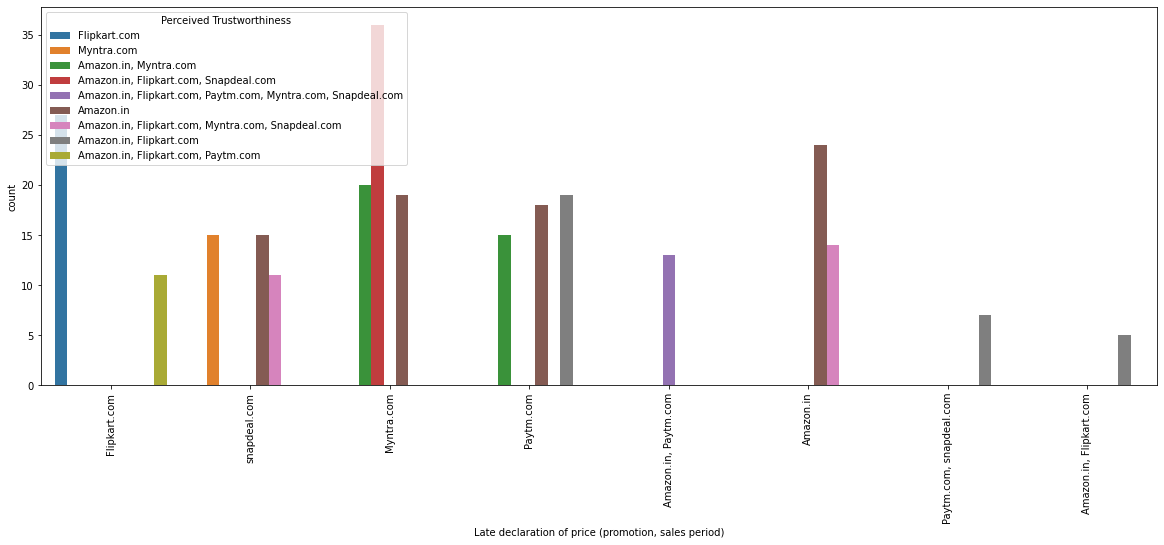 Perceived Trustworthiness
Flipkart.com
Myntra.com
Amazon.in, Myntra.com
Amazon.in, Flipkart.com, Snapdeal.com
Amazon.in, Flipkart.com, Paytm.com, Myntra.com, Snapdeal.com
Amazon.in
Amazon.in, Flipkart.com, Myntra.com, Snapdeal.com
Amazon.in, Flipkart.com
Amazon.in, Flipkart.com, Paytm.com
35
30
25
20
15
10
5
0
count
Flipkart.com
snapdeal.com
Myntra.com
Paytm.com
Amazon.in, Paytm.com
Amazon.in
Paytm.com, snapdeal.com
Amazon.in, Flipkart.com
Late declaration of price (promotion, sales period)